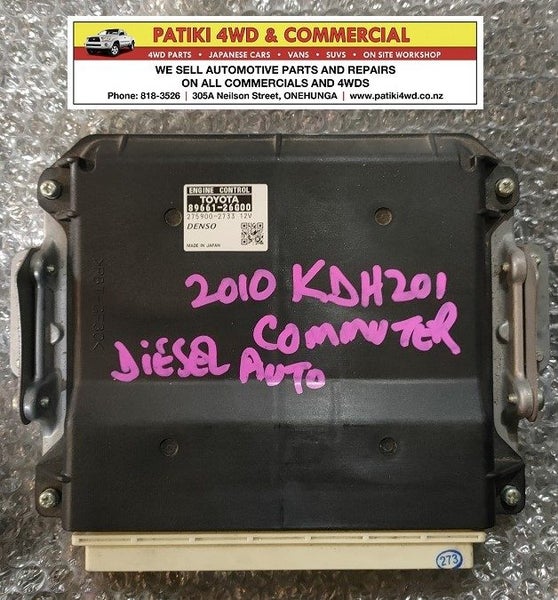 PATIKI 4WD & COMMERCIAL
4WD PARTS • JAPANESE CARS • VANS • SUVS • ON SITE WORKSHOP
WE SELL AUTOMOTIVE PARTS AND REPAIRS
ON ALL COMMERCIALS AND 4WDS
Phone: 818-3526 | 305A Neilson Street, ONEHUNGA | www.patiki4wd.co.nz
ENGINE CONTROL
TOYOTA
89661-26G00
275900-2733 12V
DENSO
MADE IN JAPAN
2010 KDH201
COMMUTER
DIESEL AUTO
273